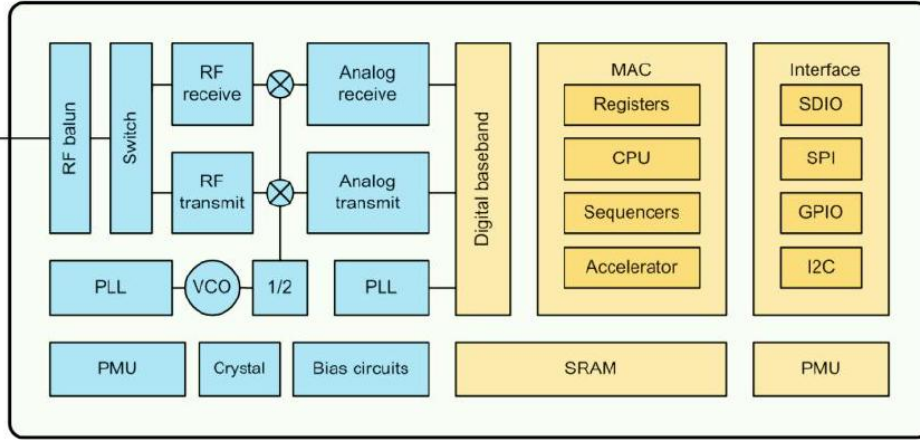 RF balun
Switch
RF
receive
Analog
receive
RF
transmit
Analog
transmit
PLL
VCO
1/2
PLL
Digital baseband
MAC
Registers
CPU
Sequencers
Accelerator
Interface
SDIO
SPI
GPIO
I2C
PMU
Crystal
Bias circuits
SRAM
PMU